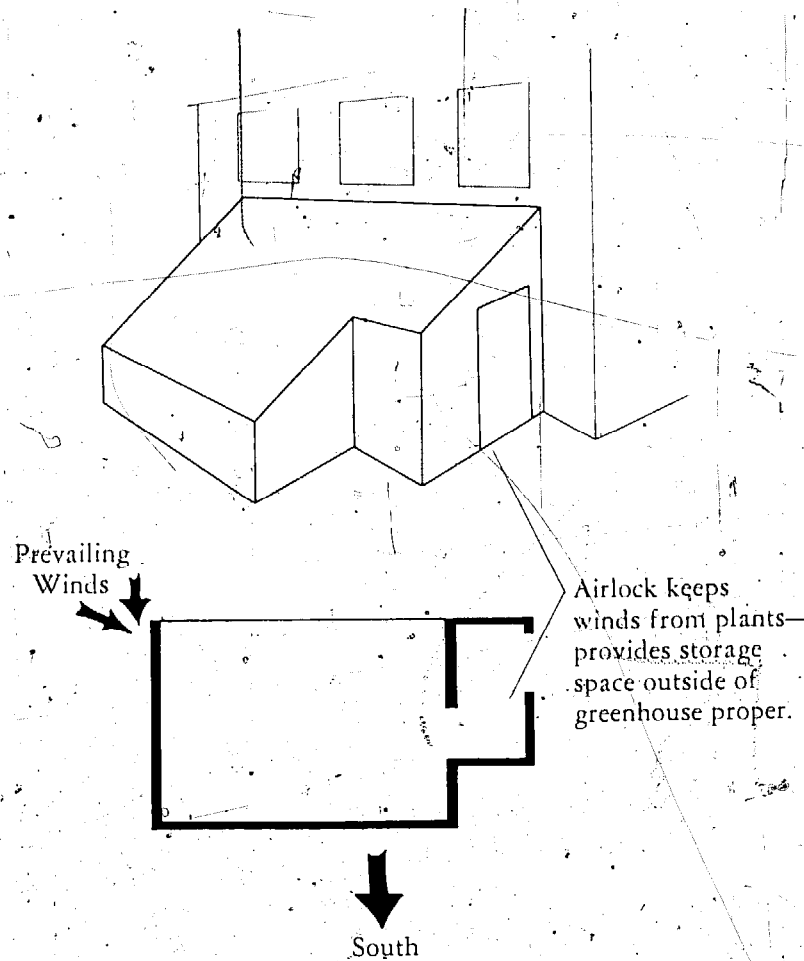 Prevailing
Winds
Airlock keeps
winds from plants—
provides storage
space outside of
greenhouse proper.
South